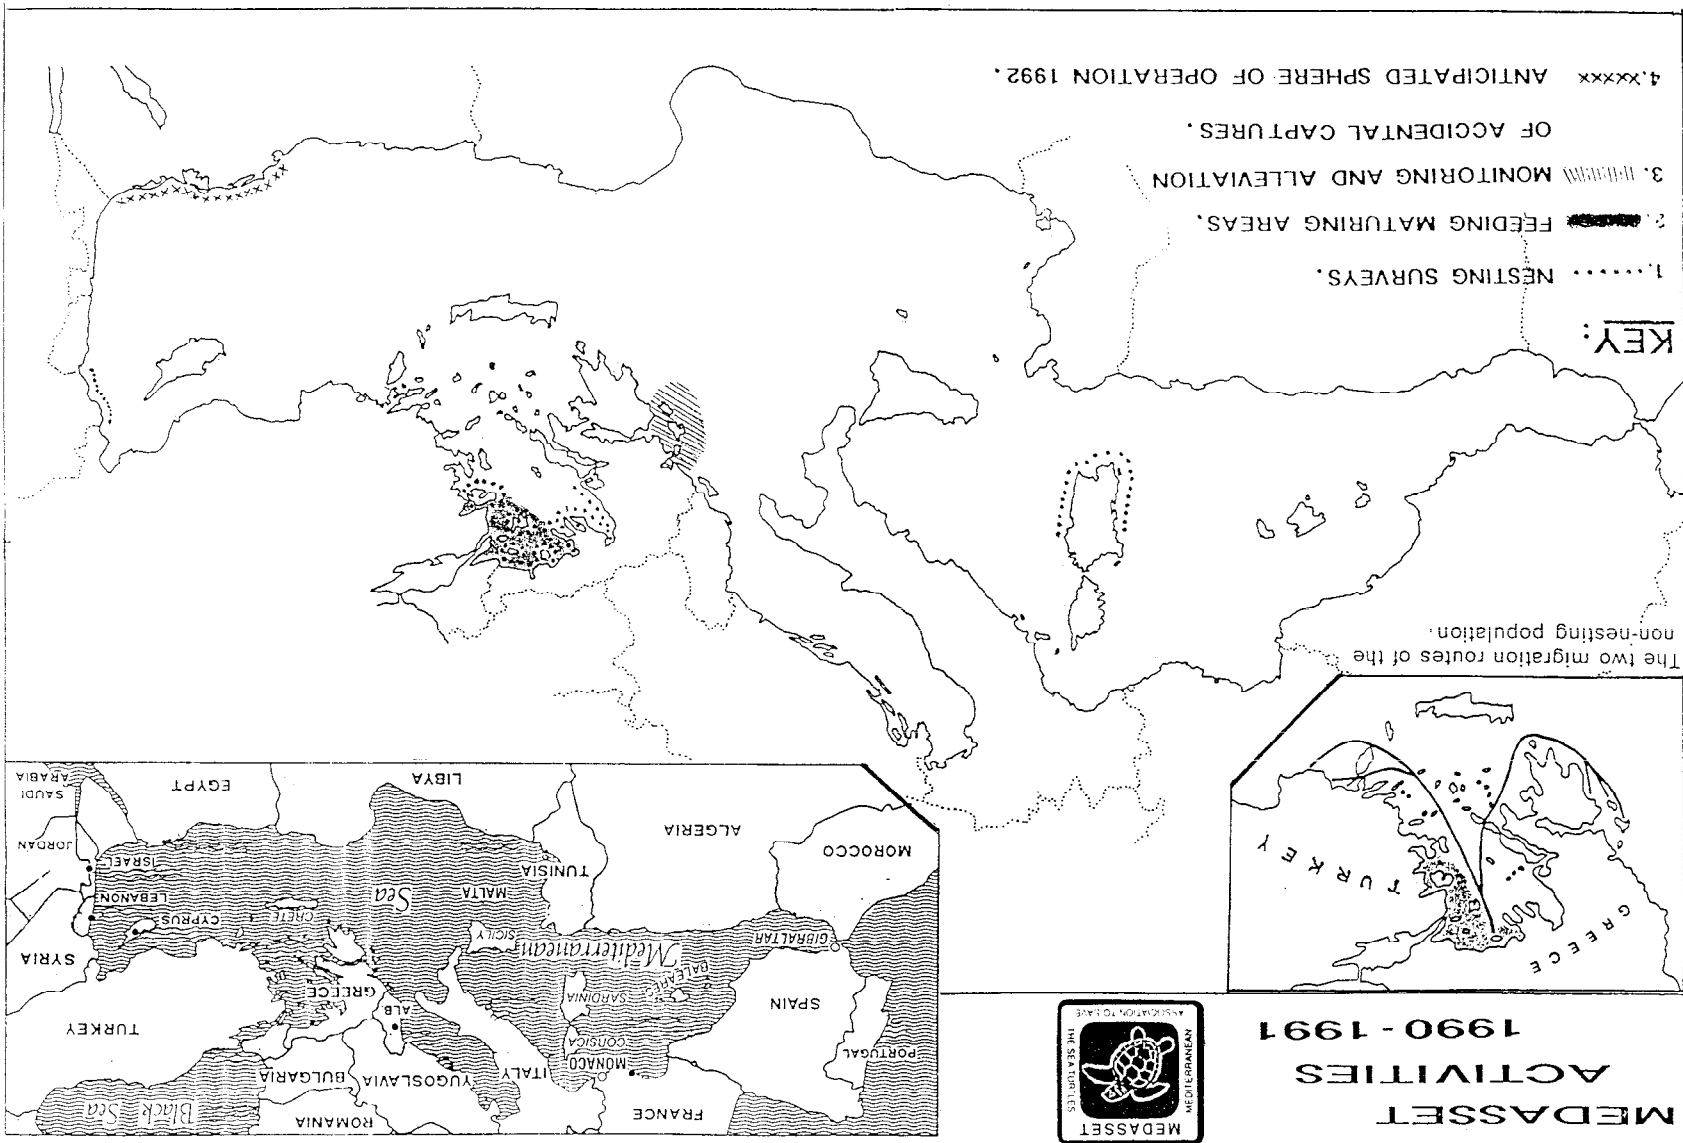 MEDASSET
ACTIVITIES
1990 - 1991
MEDASSET
MEDITERRANEAN
ASSOCIATION TO SAVE
THE SEA TURTLES
GREECE
TURKEY
The two migration routes of the
non-nesting population.
Black Sea
ROMANIA
FRANCE
BULGARIA
YUGOSLAVIA
ITALY
MONACO
PORTUGAL
SPAIN
CORSICA
ALB
TURKEY
GREECE
SARDINIA
BALEARES
SYRIA
CYPRUS
CRETE
SICILY
Mediterranean
Sea
GIBRALTAR
LEBANON
ISRAEL
MALTA
TUNISIA
JORDAN
MOROCCO
ALGERIA
SAUDI
ARABIA
EGYPT
LIBYA
KEY:
1. NESTING SURVEYS.
2. FEEDING MATURING AREAS.
3. MONITORING AND ALLEVIATION
OF ACCIDENTAL CAPTURES.
4. xxxxx ANTICIPATED SPHERE OF OPERATION 1992.